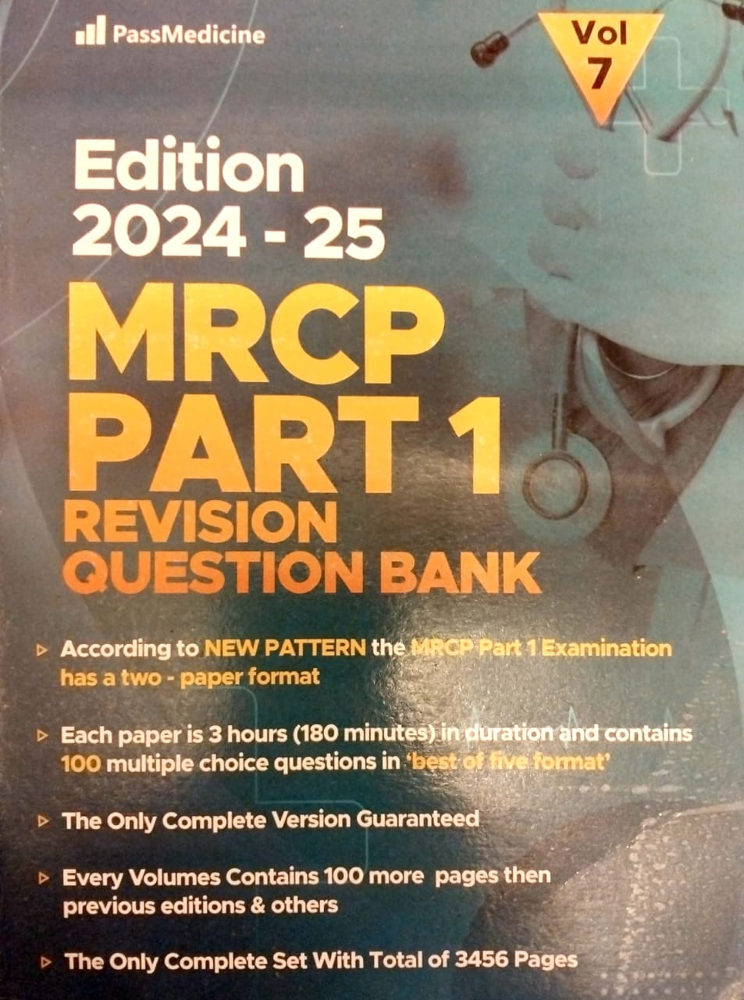 PassMedicine
Vol
7
Edition
2024 - 25
MRCP
PART 1
REVISION
QUESTION BANK
According to NEW PATTERN the MRCP Part 1 Examination
has a two - paper format
Each paper is 3 hours (180 minutes) in duration and contains
100 multiple choice questions in ‘best of five format’
The Only Complete Version Guaranteed
Every Volumes Contains 100 more pages then
previous editions & others
The Only Complete Set With Total of 3456 Pages